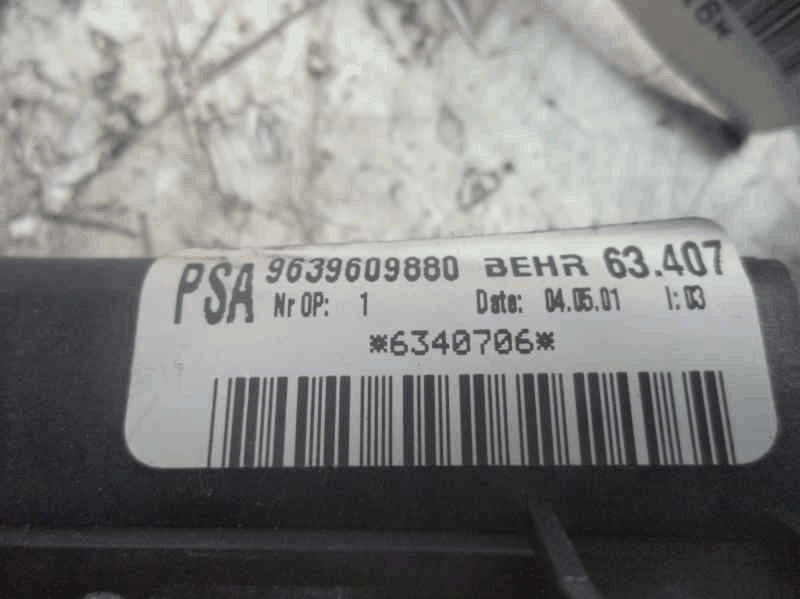 PSA 9639609880 BEHR 63.407
Nr OP: 1 Date: 04.05.01 I: 03
*6340706*